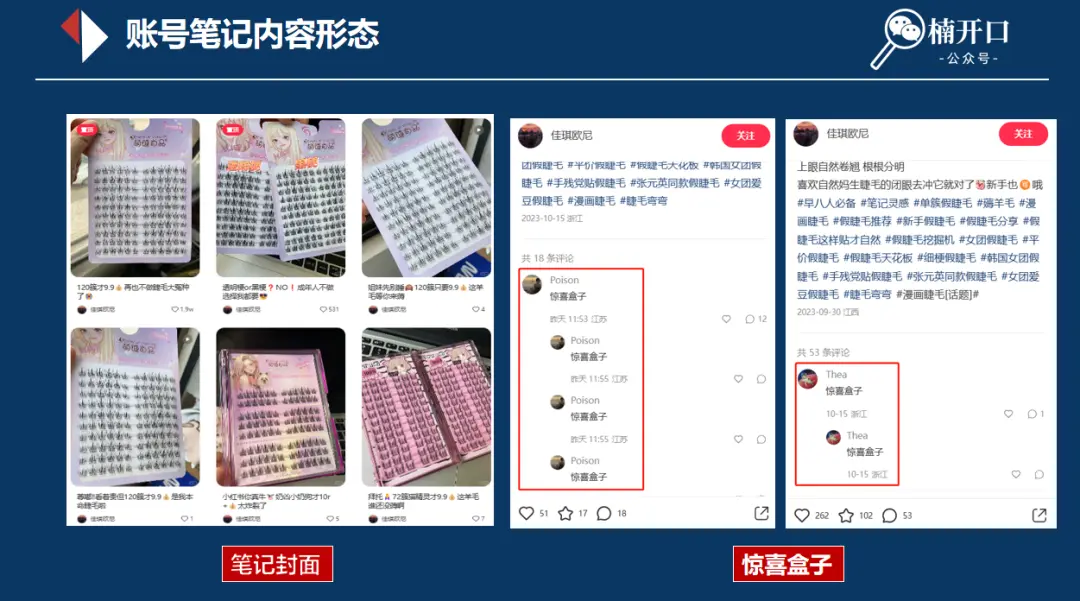 账号笔记内容形态
楠开口
-公众号-
置顶
120簇才9.9👍再也不做睫毛大冤种
了
佳琪欧尼
1.9w
置顶
透明梗or黑梗❓NO❗成年人不做
选择我都要😎
佳琪欧尼
531
姐妹先别睡🙈120簇只要9.9👍这羊
毛等你来薅
佳琪欧尼
4
看着贵但120簇才9.9👍是我本
命睫毛啦
佳琪欧尼
1
小红书你真牛🐮奶凶小奶狗才10r
+👍太炸裂了
佳琪欧尼
5
拜托🙏72簇猫精灵才9.9👍这羊毛
谁还没薅啊
佳琪欧尼
7
笔记封面
佳琪欧尼
关注
团假睫毛 #平价假睫毛 #假睫毛天花板 #韩国女团假
睫毛 #手残党贴假睫毛 #张元英同款假睫毛 #女团爱
豆假睫毛 #漫画睫毛 #睫毛弯弯
2023-10-15 浙江
共 18 条评论
Poison
惊喜盒子
昨天 11:53 江苏
12
Poison
惊喜盒子
昨天 11:55 江苏
Poison
惊喜盒子
昨天 11:55 江苏
Poison
惊喜盒子
51
17
18
佳琪欧尼
关注
上眼自然卷翘 根根分明
喜欢自然妈生睫毛的闭眼去冲它就对了新手也哦
#早八人必备 #笔记灵感 #单簇假睫毛 #薅羊毛 #漫
画睫毛 #假睫毛推荐 #新手假睫毛 #假睫毛分享 #假
睫毛这样贴才自然 #假睫毛挖掘机 #女团假睫毛 #平
价假睫毛 #假睫毛天花板 #细梗假睫毛 #韩国女团假
睫毛 #手残党贴假睫毛 #张元英同款假睫毛 #女团爱
豆假睫毛 #睫毛弯弯 #漫画睫毛[话题]#
2023-09-30 江西
共 53 条评论
Thea
惊喜盒子
10-15 浙江
1
Thea
惊喜盒子
10-15 浙江
262
102
53
惊喜盒子